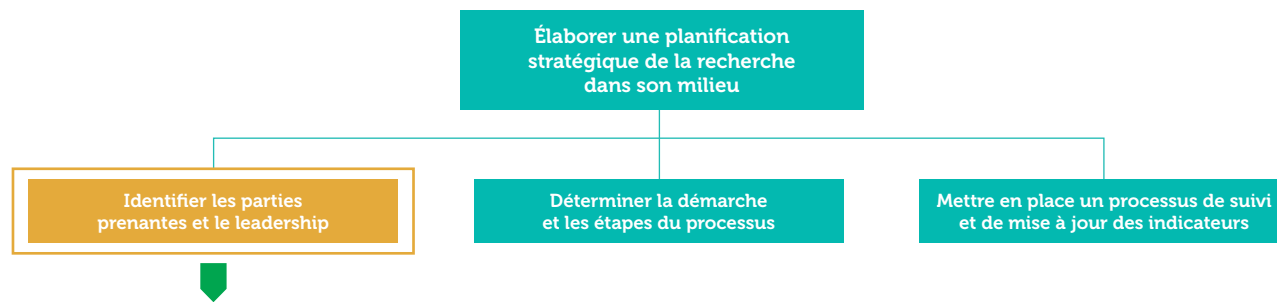 Élaborer une planification
stratégique de la recherche
dans son milieu
Identifier les parties
prenantes et le leadership
Déterminer la démarche
et les étapes du processus
Mettre en place un processus de suivi
et de mise à jour des indicateurs